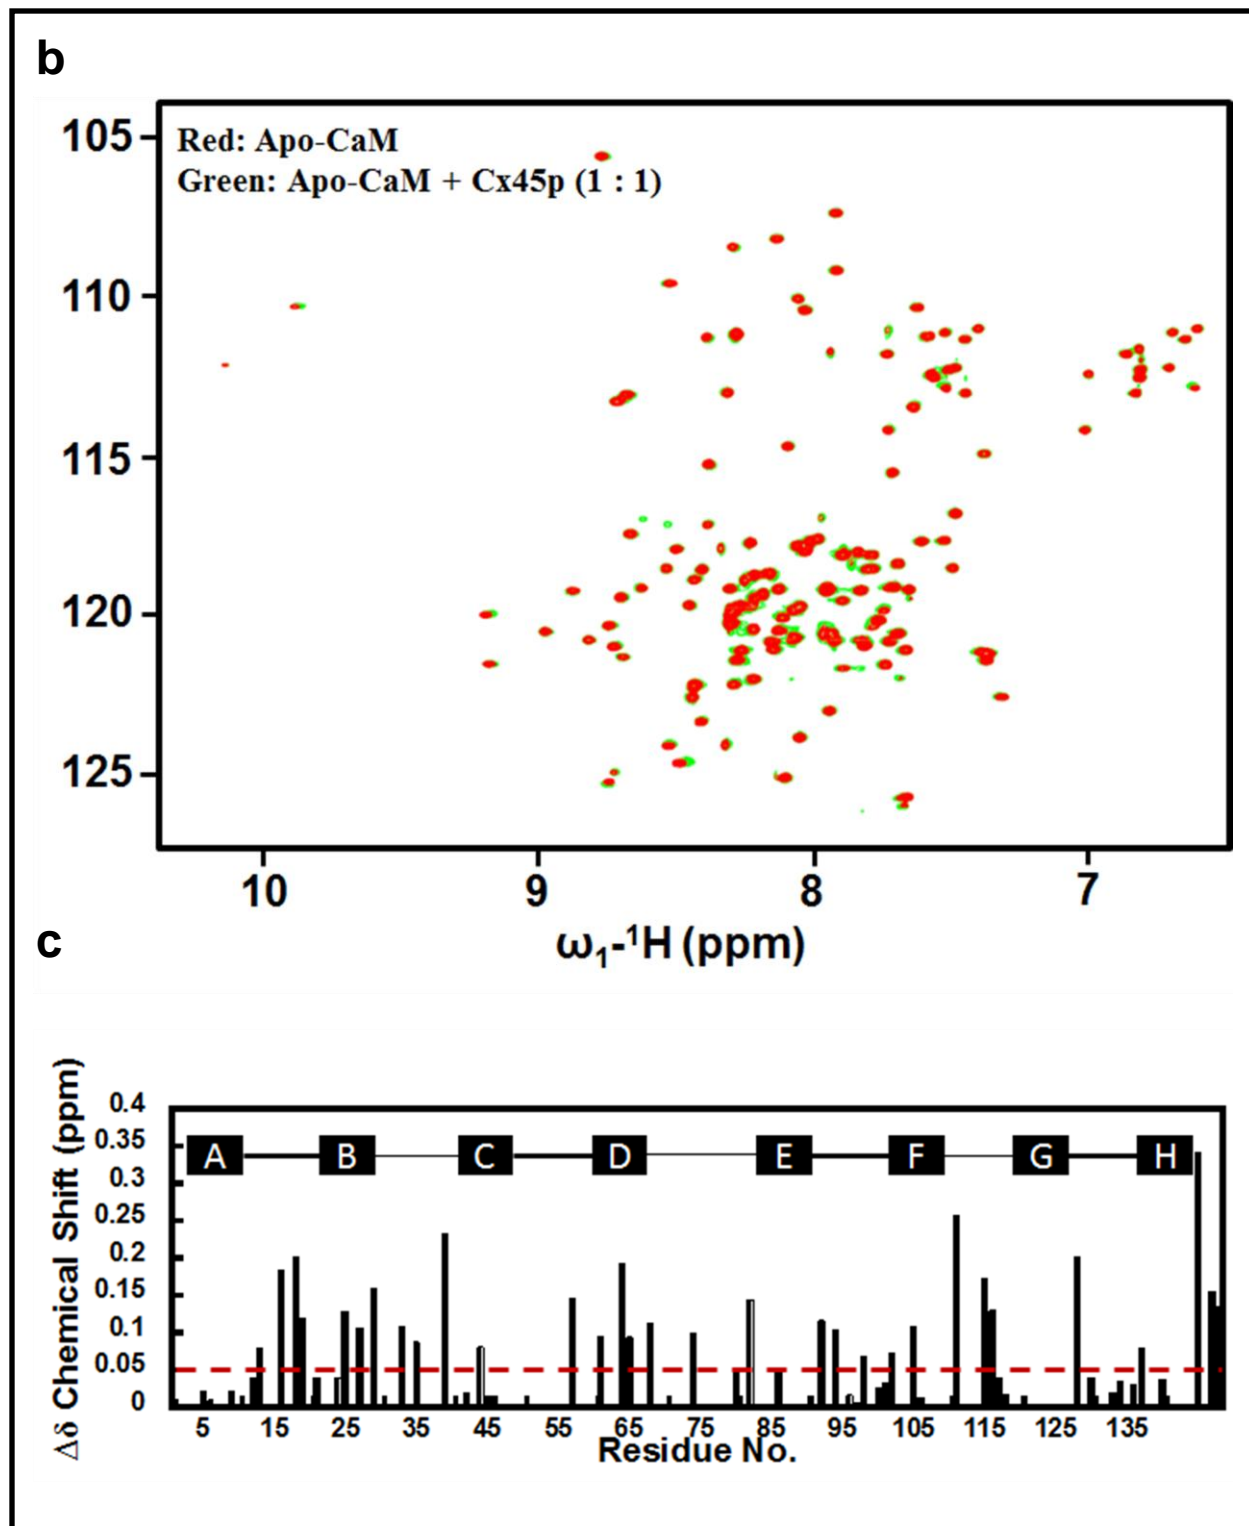 b
105
Red: Apo-CaM
Green: Apo-CaM + Cx45p (1 : 1)
110
115
120
125
10 9 8 7
ω₁-¹H (ppm)
c
Δδ Chemical Shift (ppm)
0.4
0.35
A B C D E F G H
0.3
0.25
0.2
0.15
0.1
0.05
0
5 15 25 35 45 55 65 75 85 95 105 115 125 135
Residue No.